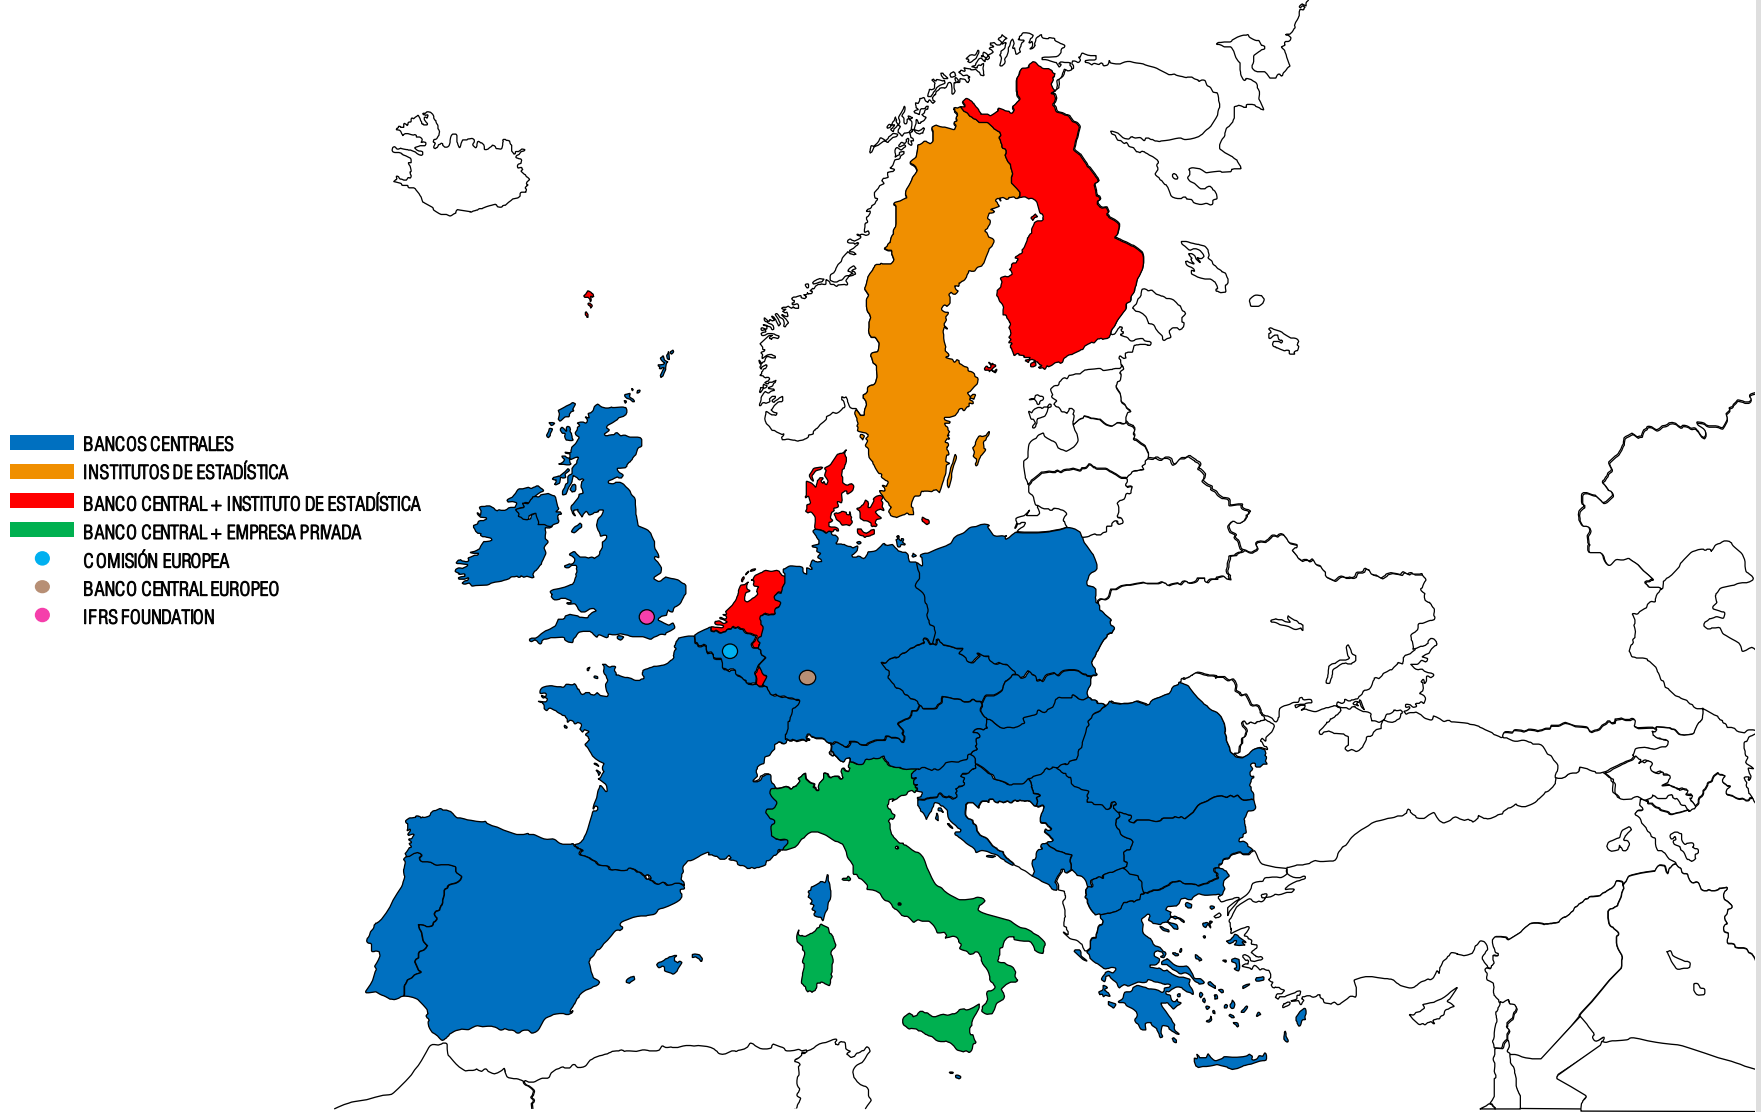 BANCOS CENTRALES
INSTITUTOS DE ESTADÍSTICA
BANCO CENTRAL + INSTITUTO DE ESTADÍSTICA
BANCO CENTRAL + EMPRESA PRIVADA
COMISIÓN EUROPEA
BANCO CENTRAL EUROPEO
IFRS FOUNDATION